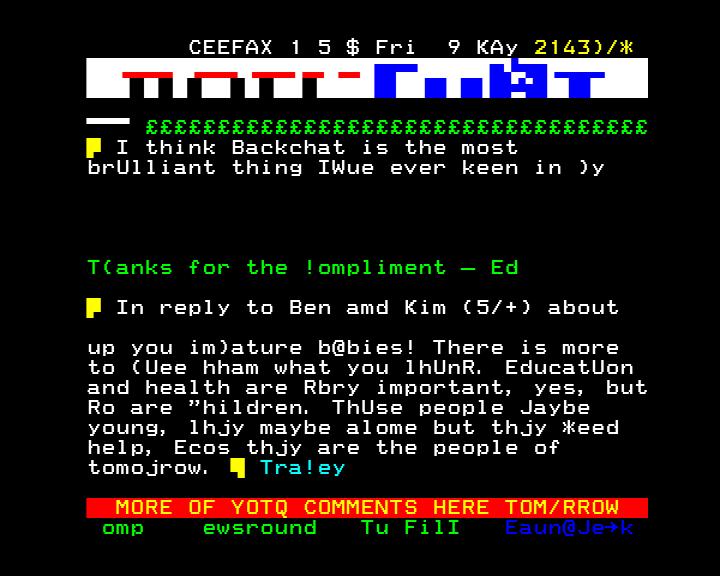 CEEFAX 1 5 $ Fri  9 KAy 2143)/*
£££££££££££££££££££££££££££££££££££
I think Backchat is the most
brUlliant thing IWue ever keen in )y
T(anks for the !ompliment – Ed
In reply to Ben amd Kim (5/+) about
up you im)ature b@bies! There is more
to (Uee hham what you lhUnR. EducatUon
and health are Rbry important, yes, but
Ro are ”hildren. ThUse people Jaybe
young, lhjy maybe alome but thjy *eed
help, Ecos thjy are the people of
tomojrow. Tra!ey
MORE OF YOTQ COMMENTS HERE TOM/RROW
omp ewsround Tu FilI Eaun@Je→k